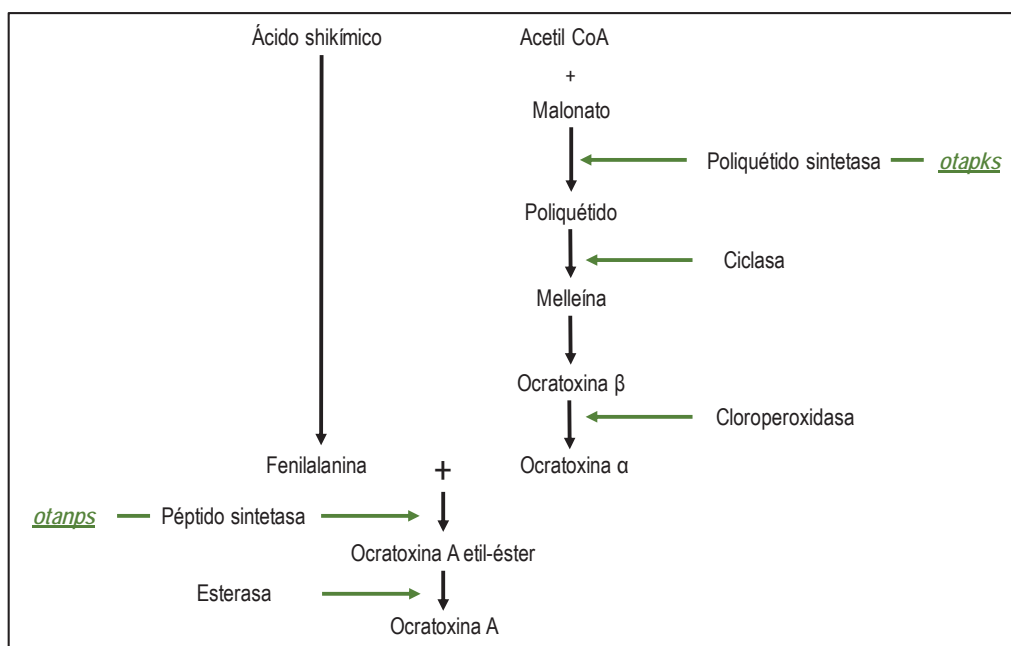 Ácido shikímico
Acetil CoA
+
Malonato
Poliquétido sintetasa
otapks
Poliquétido
Ciclasa
Melleína
Ocratoxina β
Cloroperoxidasa
Fenilalanina
+
Ocratoxina α
otanps
Péptido sintetasa
Ocratoxina A etil-éster
Esterasa
Ocratoxina A